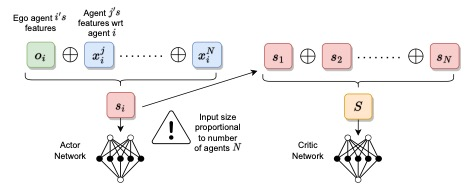 Ego agent i's
features
Agent j's
features wrt
agent i
o_i ⊕ x_i^j ........ ⊕ x_i^N
s_1 ⊕ s_2 ........ ⊕ s_N
s_i
S
!
Input size
proportional
to number
of agents N
Actor
Network
Critic
Network